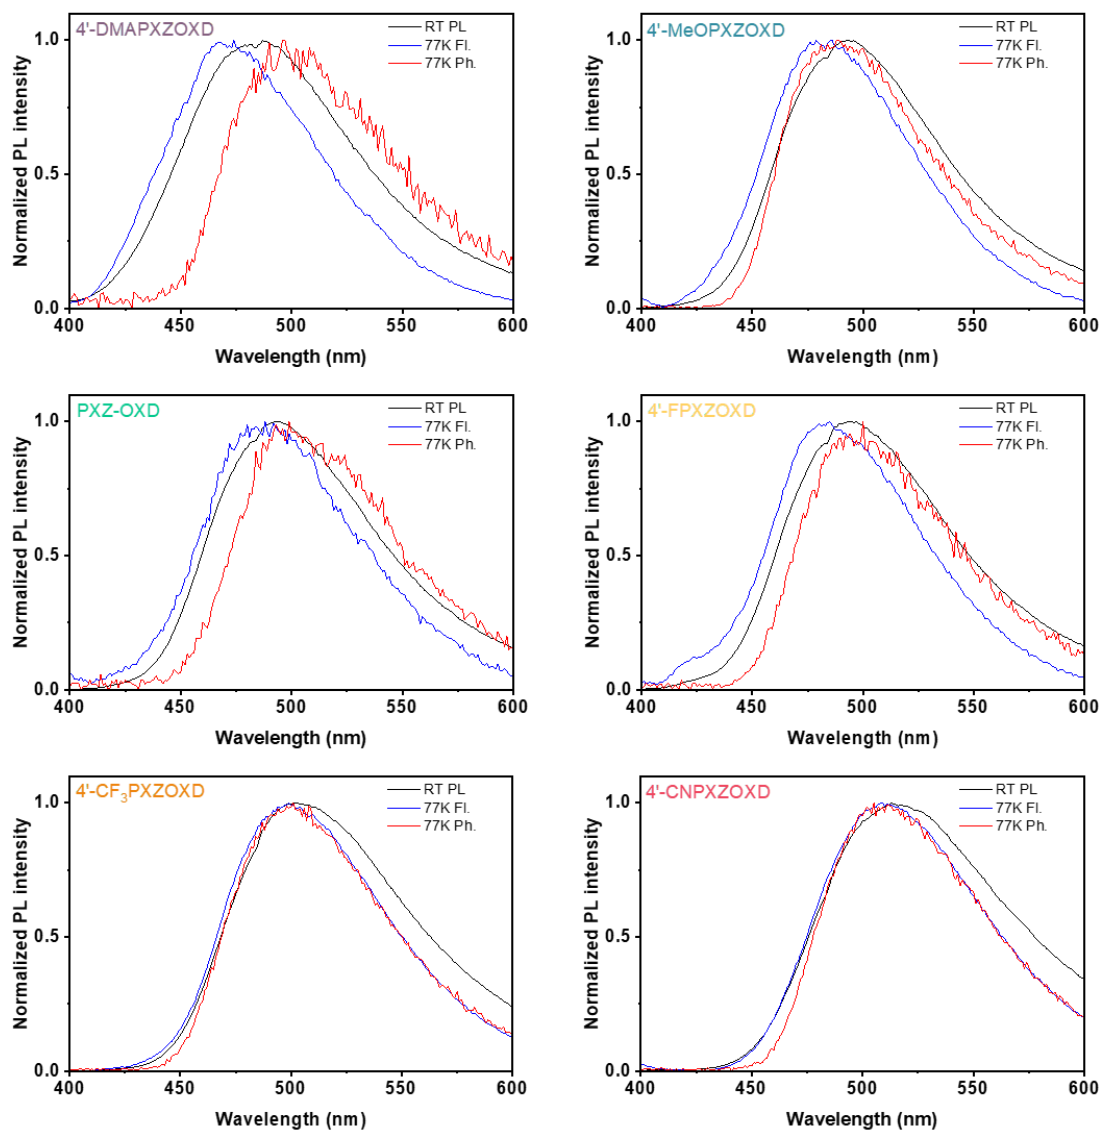 4'-DMAPXZOXD
RT PL
77K Fl.
77K Ph.
1.0
0.5
0.0
Normalized PL intensity
400 450 500 550 600
Wavelength (nm)
4'-MeOPXZOXD
RT PL
77K Fl.
77K Ph.
1.0
0.5
0.0
Normalized PL intensity
400 450 500 550 600
Wavelength (nm)
PXZ-OXD
RT PL
77K Fl.
77K Ph.
1.0
0.5
0.0
Normalized PL intensity
400 450 500 550 600
Wavelength (nm)
4'-FPXZOXD
RT PL
77K Fl.
77K Ph.
1.0
0.5
0.0
Normalized PL intensity
400 450 500 550 600
Wavelength (nm)
4'-CF₃PXZOXD
RT PL
77K Fl.
77K Ph.
1.0
0.5
0.0
Normalized PL intensity
400 450 500 550 600
Wavelength (nm)
4'-CNPXZOXD
RT PL
77K Fl.
77K Ph.
1.0
0.5
0.0
Normalized PL intensity
400 450 500 550 600
Wavelength (nm)